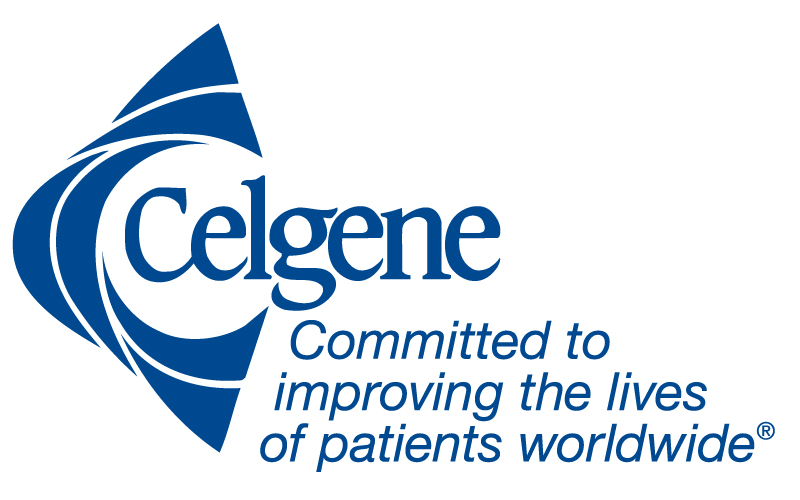 Celgene
Committed to
improving the lives
of patients worldwide®